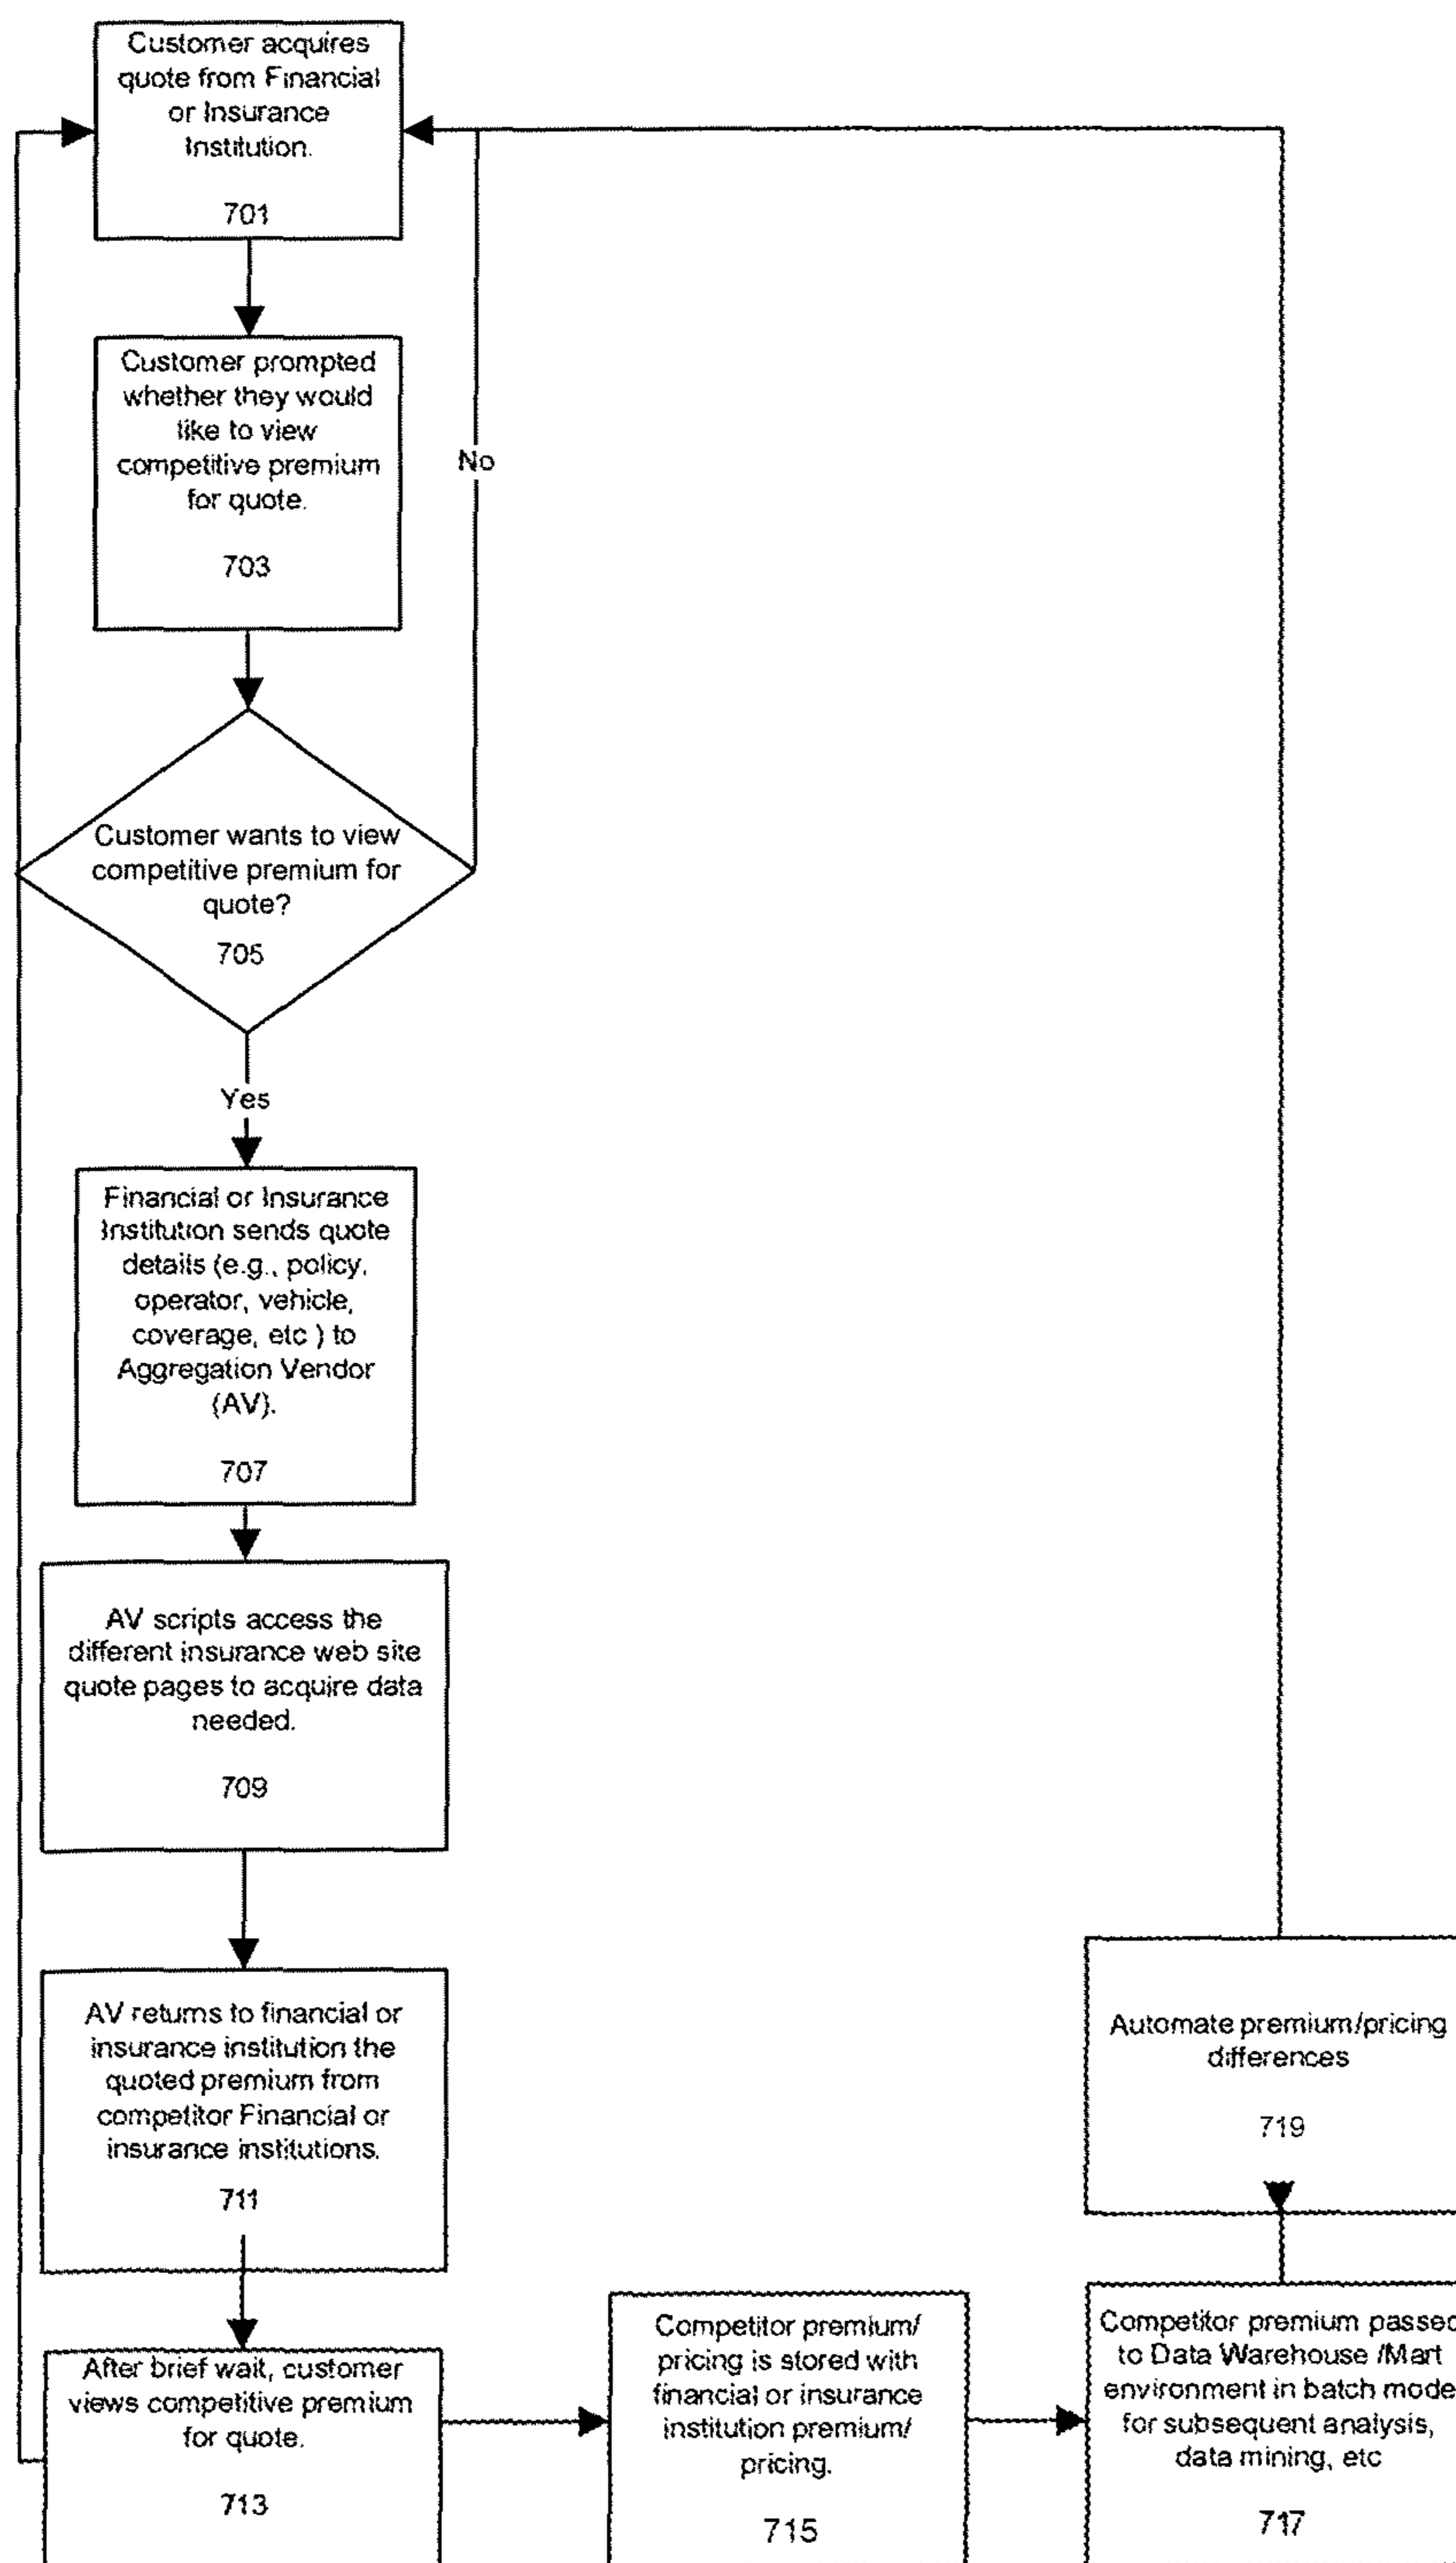 Customer acquires
quote from Financial
or Insurance
Institution.
701
Customer prompted
whether they would
like to view
competitive premium
for quote.
703
No
Customer wants to view
competitive premium for
quote?
705
Yes
Financial or Insurance
Institution sends quote
details (e.g., policy,
operator, vehicle,
coverage, etc ) to
Aggregation Vendor
(AV).
707
AV scripts access the
different insurance web site
quote pages to acquire data
needed.
709
AV returns to financial or
insurance institution the
quoted premium from
competitor Financial or
insurance institutions.
711
After brief wait, customer
views competitive premium
for quote.
713
Competitor premium/
pricing is stored with
financial or insurance
institution premium/
pricing.
715
Competitor premium passed
to Data Warehouse /Mart
environment in batch mode
for subsequent analysis,
data mining, etc
717
Automate premium/pricing
differences
719